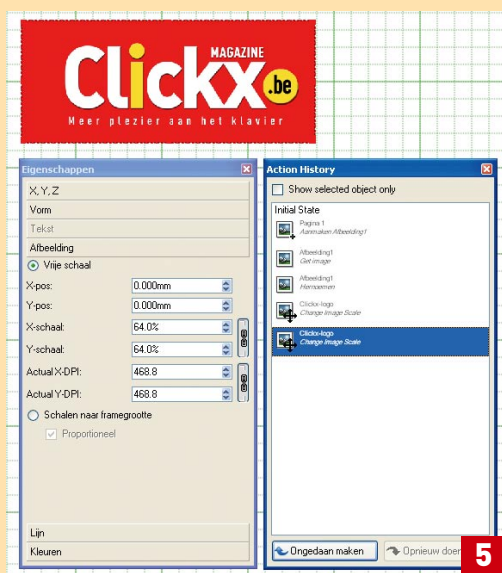 MAGAZINE
Clickx.be
Meer plezier aan het klavier
Eigenschappen
X, Y, Z
Vorm
Tekst
Afbeelding
Vrije schaal
X-pos: 0.000mm
Y-pos: 0.000mm
X-schaal: 64.0%
Y-schaal: 64.0%
Actual X-DPI: 468.8
Actual Y-DPI: 468.8
Schalen naar framegrootte
Proportioneel
Lijn
Kleuren
Action History
Show selected object only
Initial State
Pagina 1
Aanmaken Afbeelding1
Afbeelding1
Get image
Afbeelding1
Hernoemen
Clickx-logo
Change Image Scale
Clickx-logo
Change Image Scale
Ongedaan maken
Opnieuw doen
5